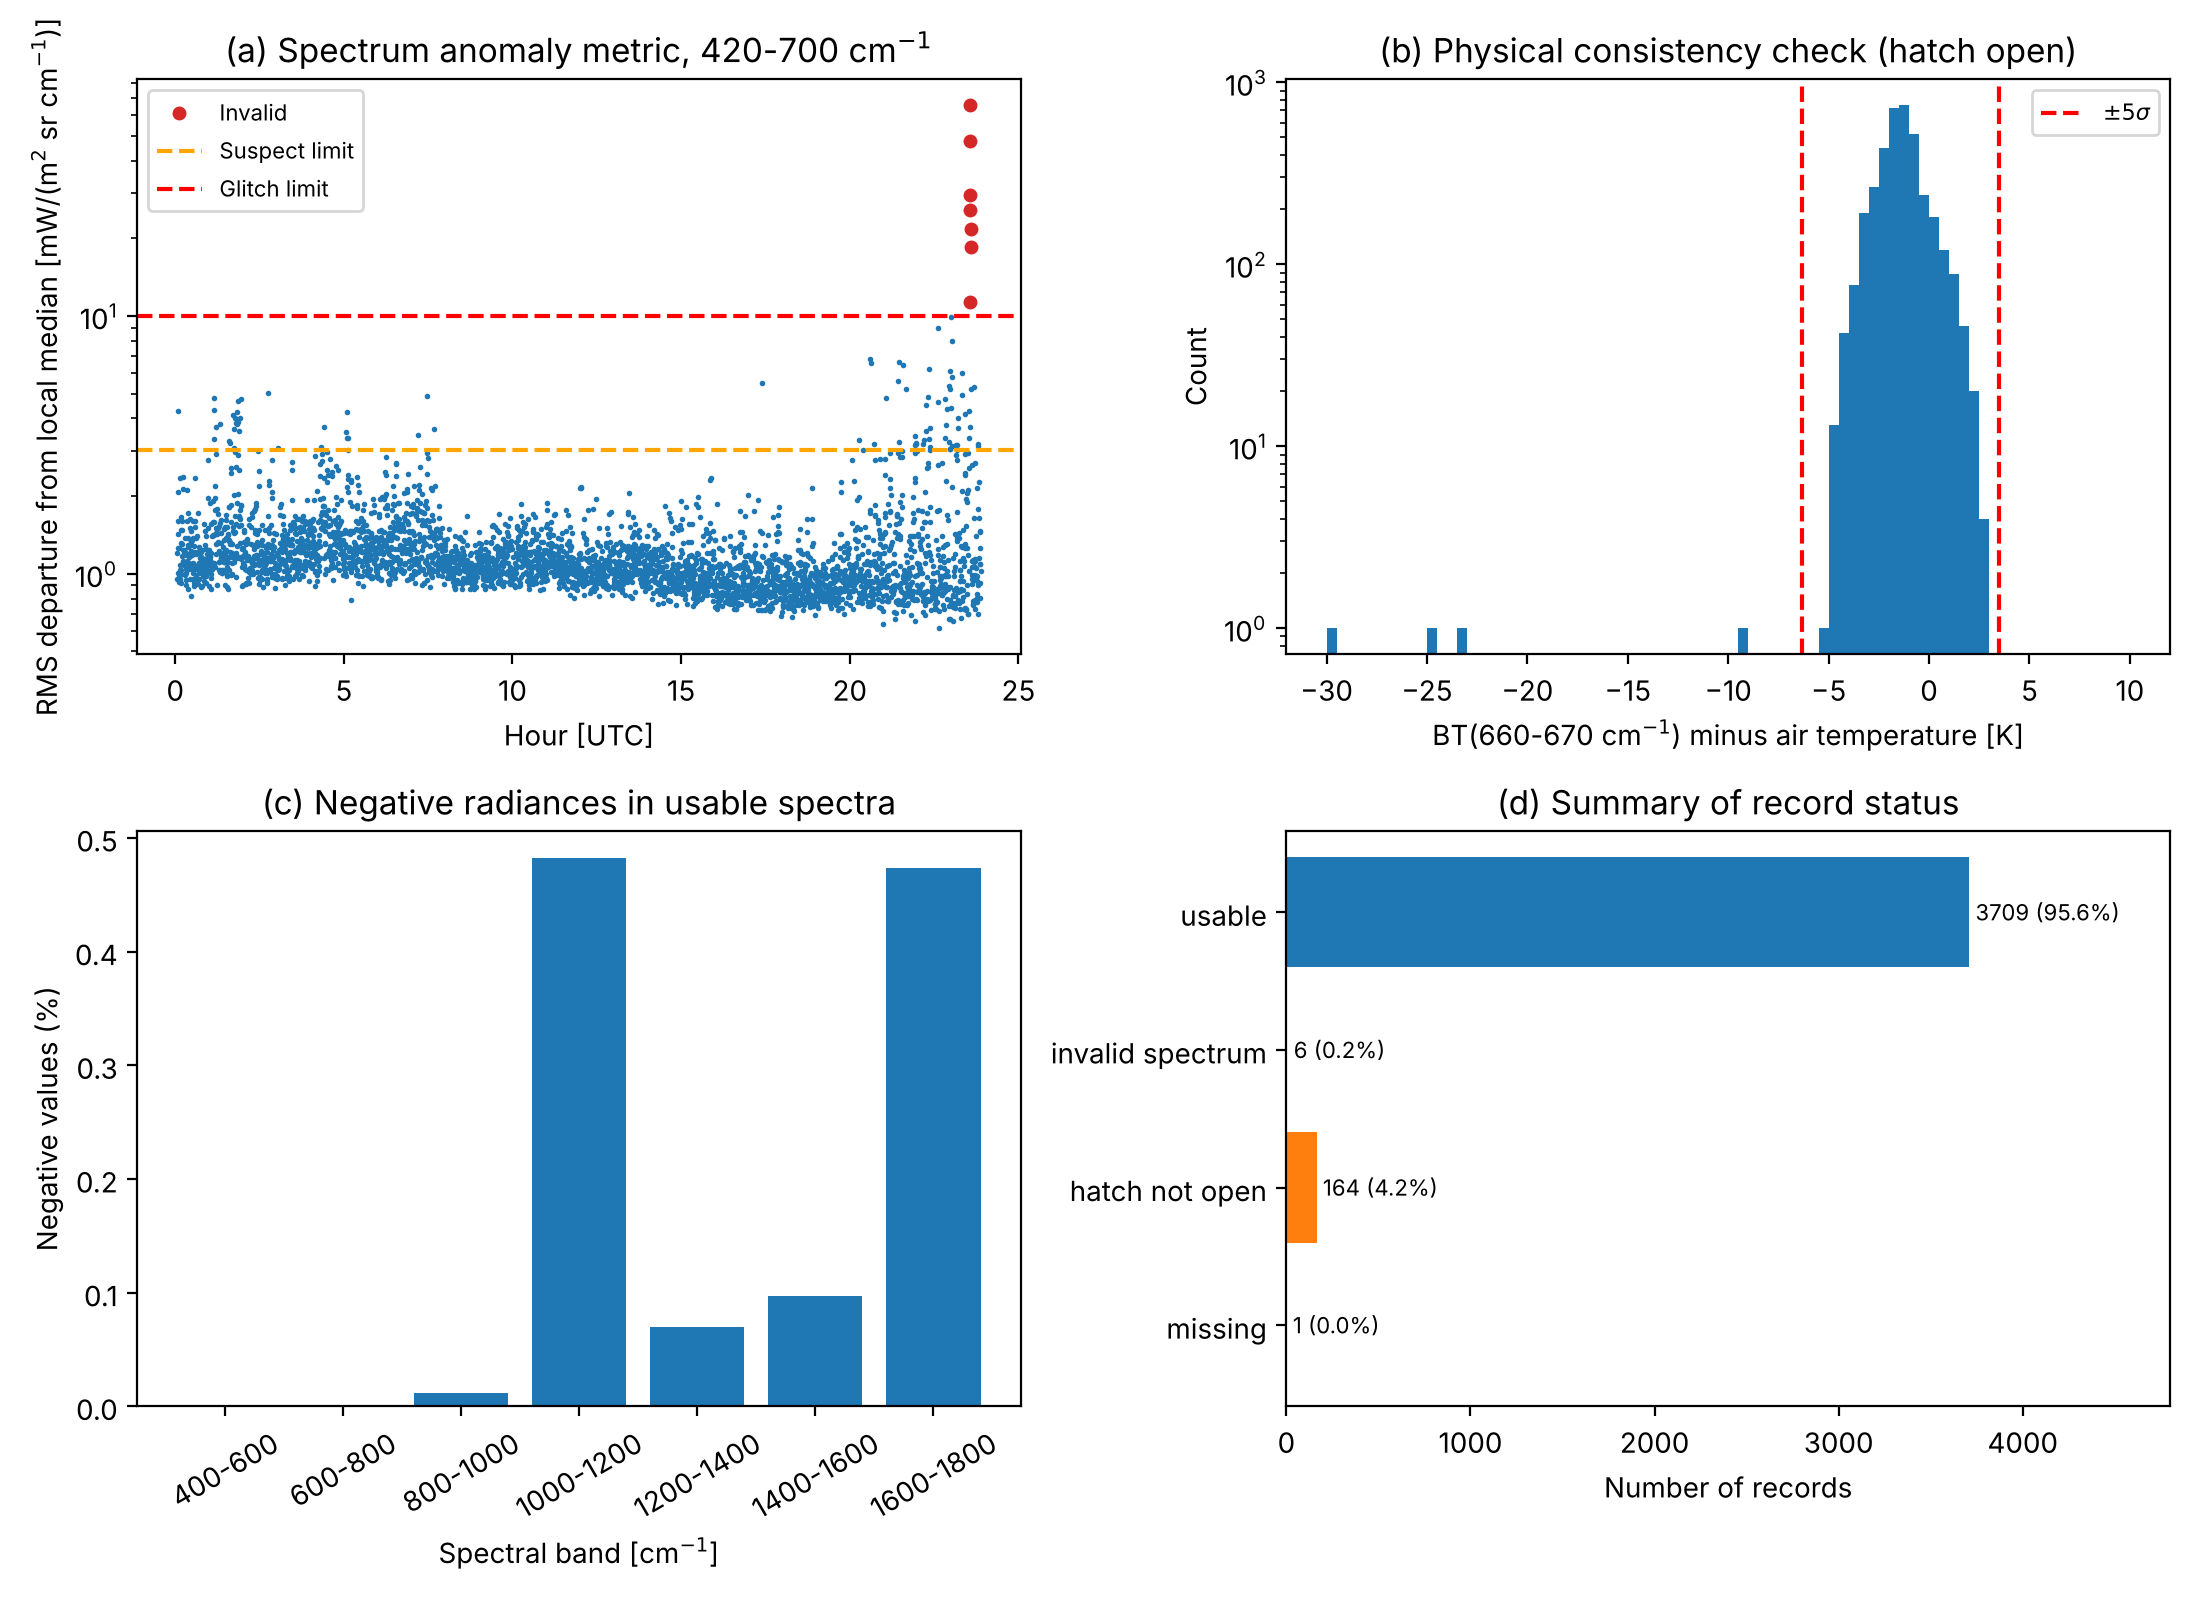 (a) Spectrum anomaly metric, 420-700 cm⁻¹
RMS departure from local median [mW/(m² sr cm⁻¹)]
10¹
10⁰
Invalid
Suspect limit
Glitch limit
0 5 10 15 20 25
Hour [UTC]
(b) Physical consistency check (hatch open)
Count
10³
10²
10¹
10⁰
±5σ
−30 −25 −20 −15 −10 −5 0 5 10
BT(660-670 cm⁻¹) minus air temperature [K]
(c) Negative radiances in usable spectra
Negative values (%)
0.5
0.4
0.3
0.2
0.1
0.0
400-600 600-800 800-1000 1000-1200 1200-1400 1400-1600 1600-1800
Spectral band [cm⁻¹]
(d) Summary of record status
usable 3709 (95.6%)
invalid spectrum 6 (0.2%)
hatch not open 164 (4.2%)
missing 1 (0.0%)
0 1000 2000 3000 4000
Number of records